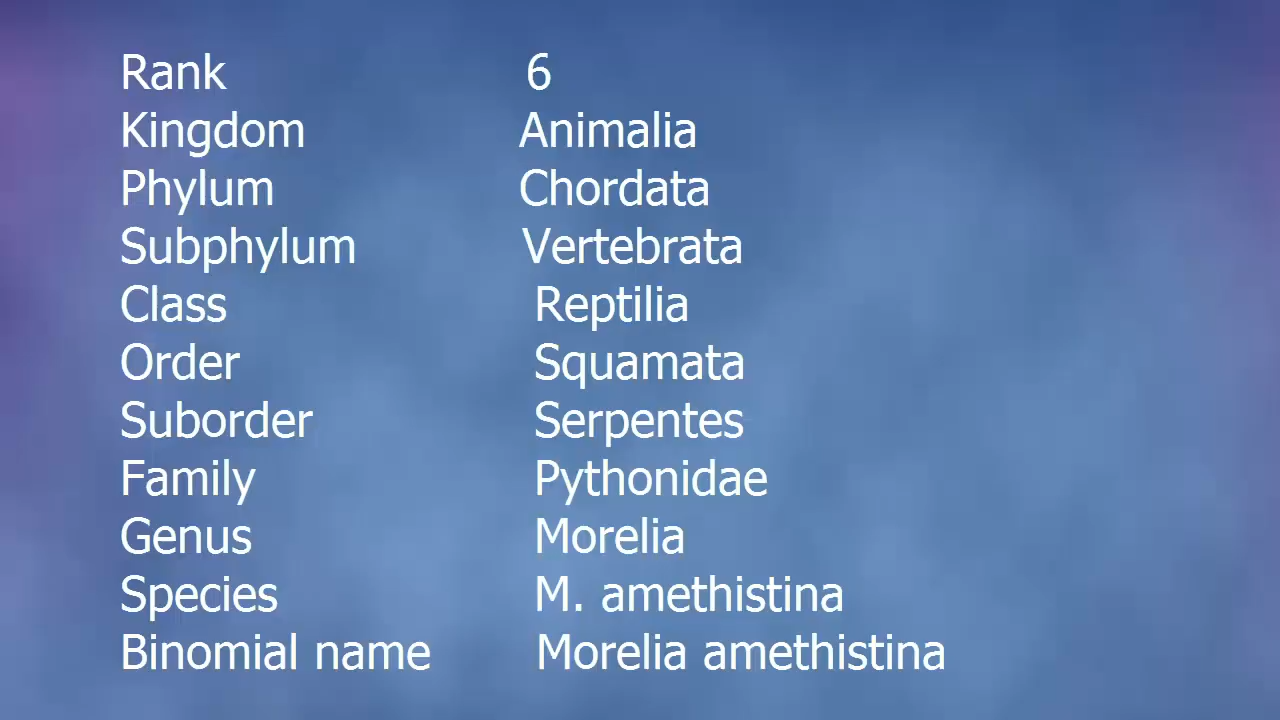 Rank 6
Kingdom Animalia
Phylum Chordata
Subphylum Vertebrata
Class Reptilia
Order Squamata
Suborder Serpentes
Family Pythonidae
Genus Morelia
Species M. amethistina
Binomial name Morelia amethistina